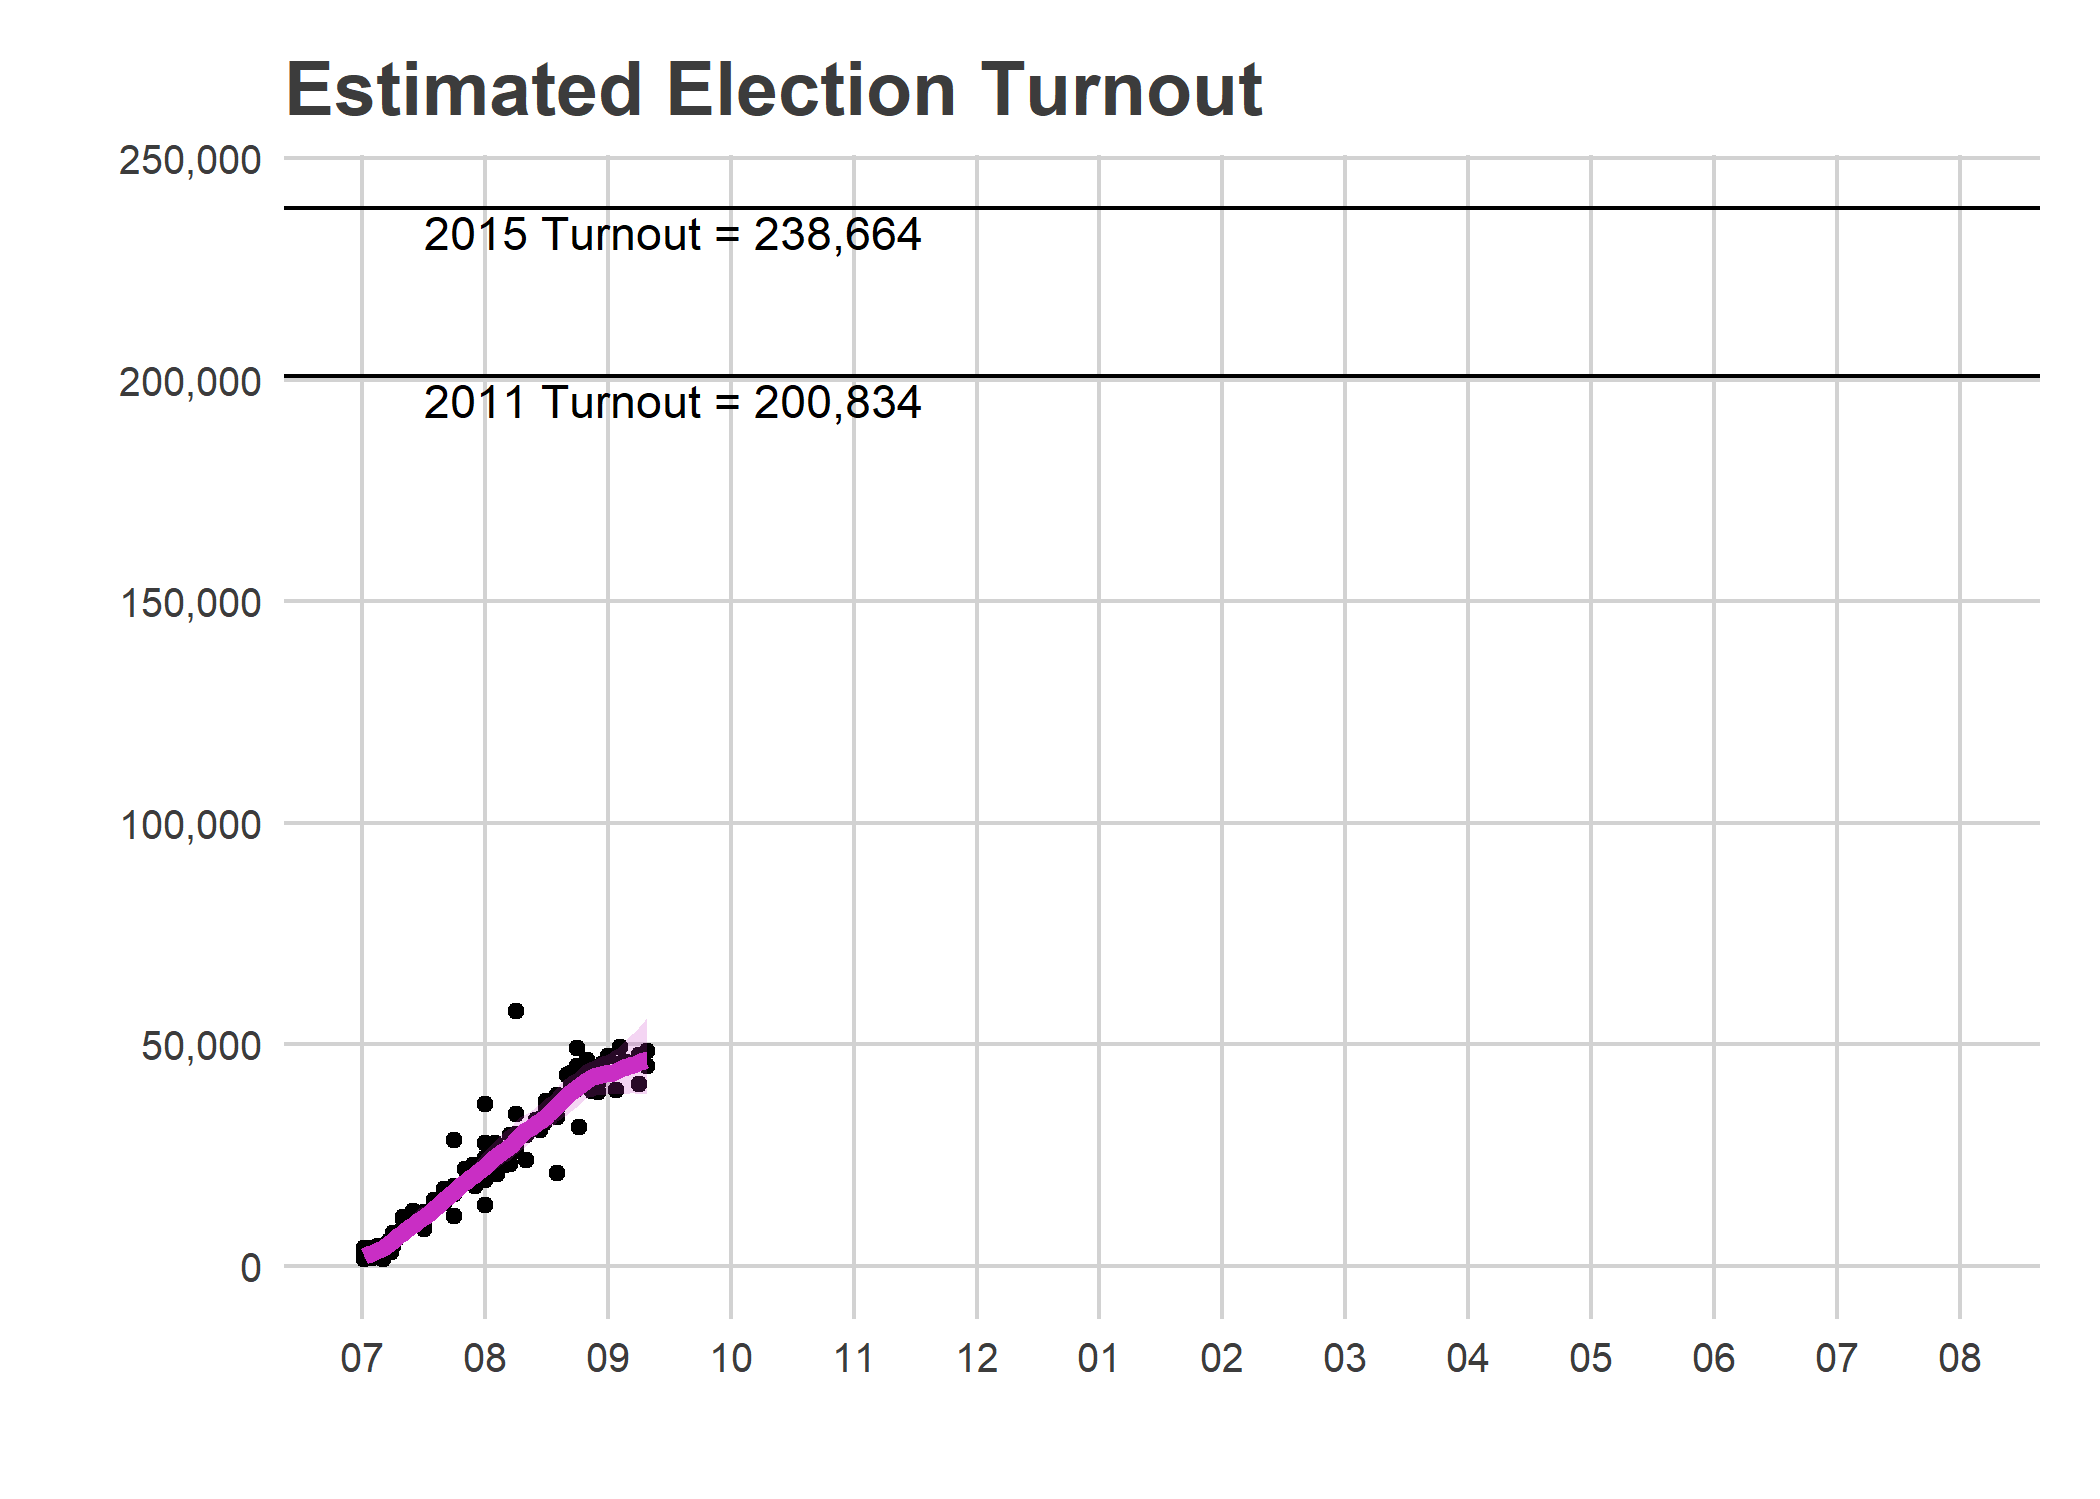 Estimated Election Turnout
250,000
2015 Turnout = 238,664
200,000
2011 Turnout = 200,834
150,000
100,000
50,000
0
07 08 09 10 11 12 01 02 03 04 05 06 07 08